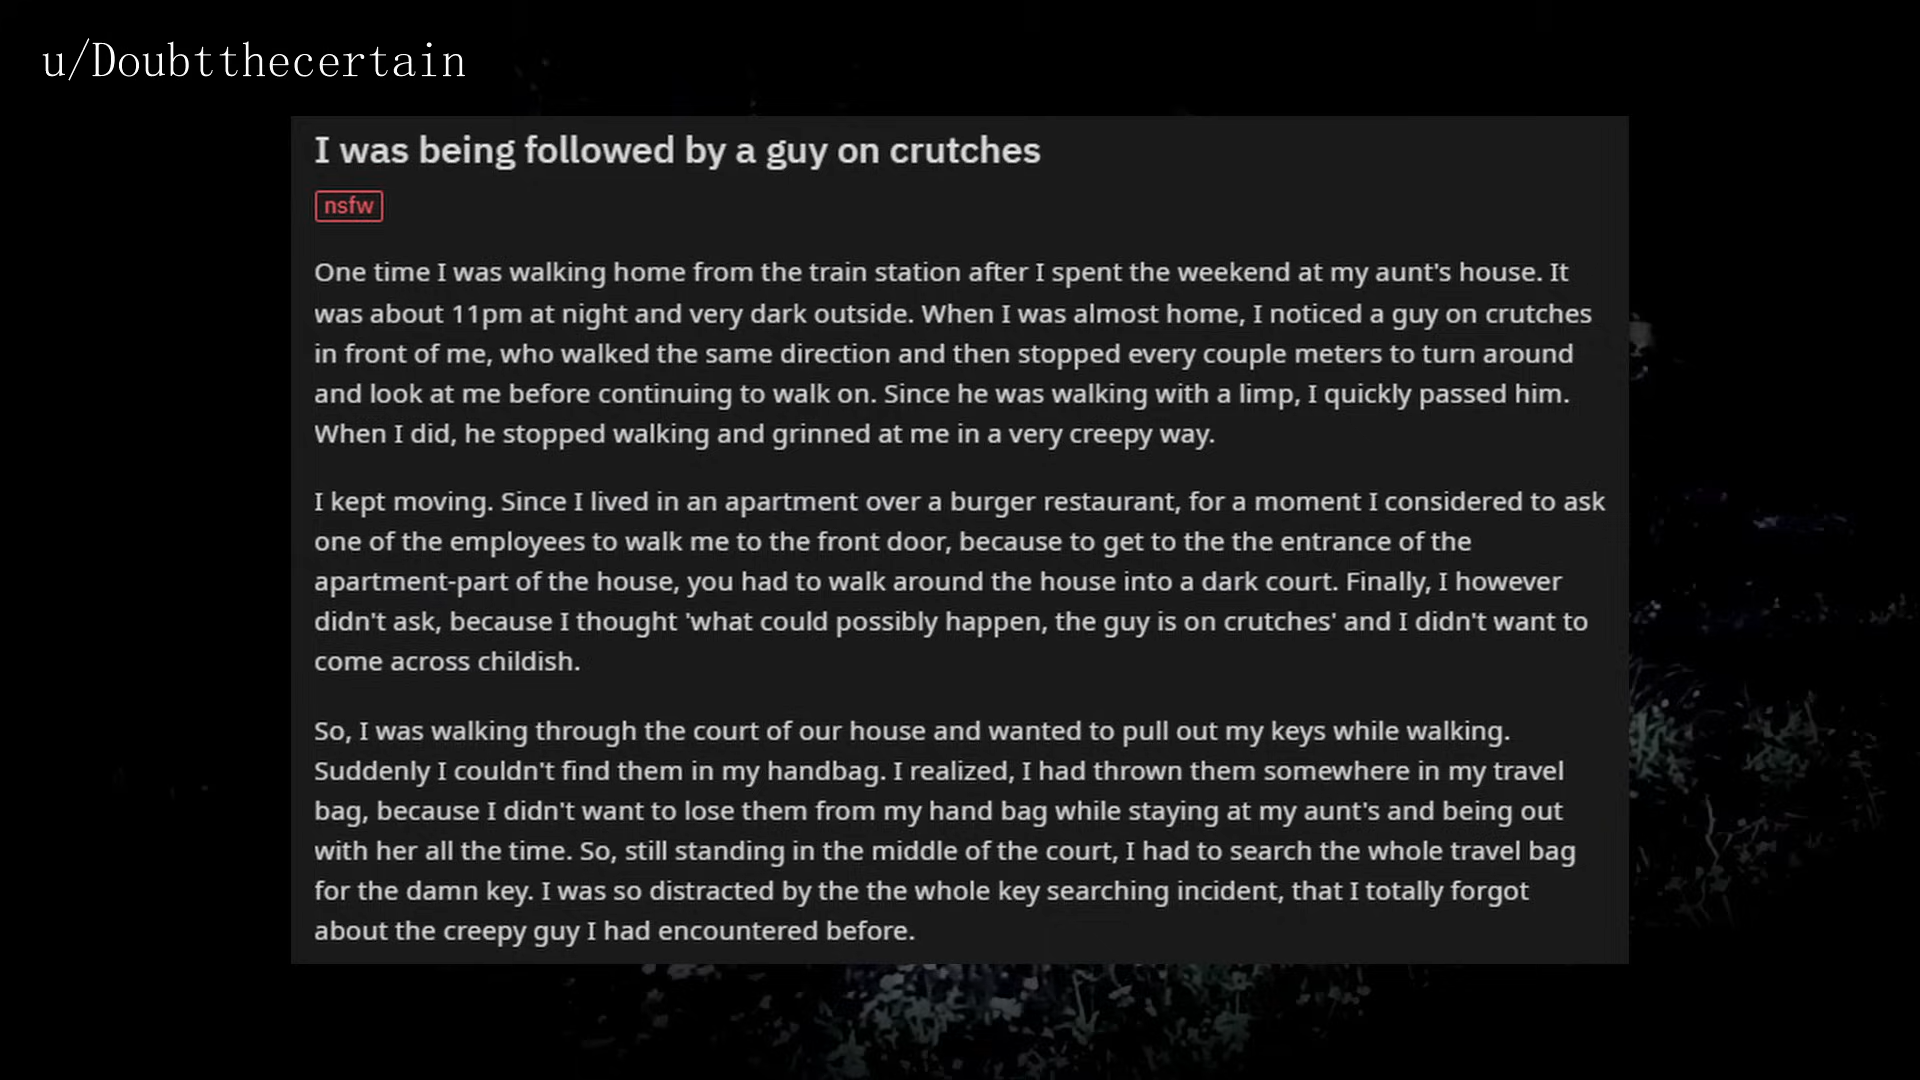 u/Doubtthecertain
I was being followed by a guy on crutches
nsfw
One time I was walking home from the train station after I spent the weekend at my aunt's house. It
was about 11pm at night and very dark outside. When I was almost home, I noticed a guy on crutches
in front of me, who walked the same direction and then stopped every couple meters to turn around
and look at me before continuing to walk on. Since he was walking with a limp, I quickly passed him.
When I did, he stopped walking and grinned at me in a very creepy way.
I kept moving. Since I lived in an apartment over a burger restaurant, for a moment I considered to ask
one of the employees to walk me to the front door, because to get to the the entrance of the
apartment-part of the house, you had to walk around the house into a dark court. Finally, I however
didn't ask, because I thought 'what could possibly happen, the guy is on crutches' and I didn't want to
come across childish.
So, I was walking through the court of our house and wanted to pull out my keys while walking.
Suddenly I couldn't find them in my handbag. I realized, I had thrown them somewhere in my travel
bag, because I didn't want to lose them from my hand bag while staying at my aunt's and being out
with her all the time. So, still standing in the middle of the court, I had to search the whole travel bag
for the damn key. I was so distracted by the the whole key searching incident, that I totally forgot
about the creepy guy I had encountered before.